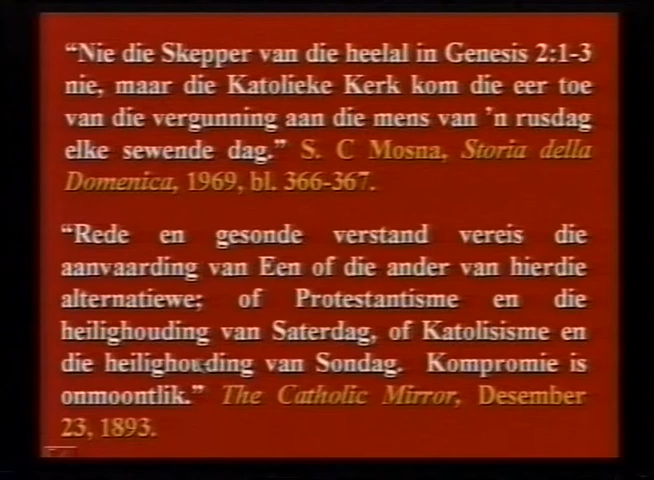 “Nie die Skepper van die heelal in Genesis 2:1-3
nie, maar die Katolieke Kerk kom die eer toe
van die vergunning aan die mens van ’n rusdag
elke sewende dag.” S. C Mosna, Storia della
Domenica, 1969, bl. 366-367.
“Rede en gesonde verstand vereis die
aanvaarding van Een of die ander van hierdie
alternatiewe; of Protestantisme en die
heilighouding van Saterdag, of Katolisisme en
die heilighouding van Sondag. Kompromie is
onmoontlik.” The Catholic Mirror, Desember
23, 1893.